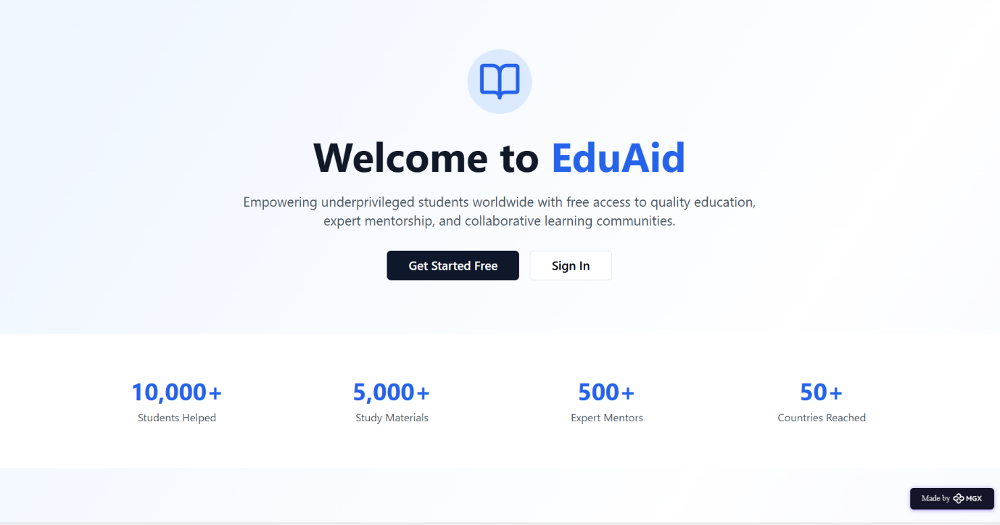 Welcome to EduAid
Empowering underprivileged students worldwide with free access to quality education,
expert mentorship, and collaborative learning communities.
Get Started Free
Sign In
10,000+
Students Helped
5,000+
Study Materials
500+
Expert Mentors
50+
Countries Reached
Made by MGX